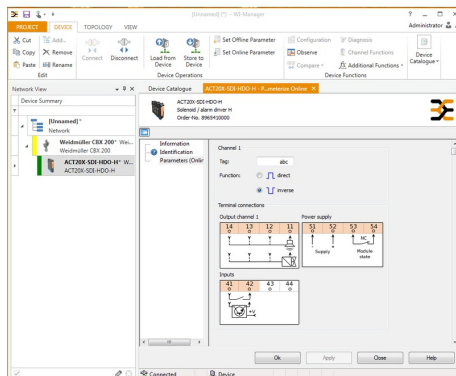 [Unnamed] (*) - WI-Manager
PROJECT DEVICE TOPOLOGY VIEW Administrator
Cut Add...
Copy Remove
Paste Rename
Edit
Connect Disconnect
Load from Device Store to Device
Set Offline Parameter
Set Online Parameter
Device Operations
Configuration Diagnosis
Observe Channel Functions
Compare Additional Functions
Device Functions
Device Catalogue
Network View
Device Summary
[Unnamed]*
Network
Weidmüller CBX 200* Wei...
Weidmüller CBX 200
ACT20X-SDI-HDO-H* W...
ACT20X-SDI-HDO-H
Device Catalogue ACT20X-SDI-HDO-H - P...meterize Online
ACT20X-SDI-HDO-H
Solenoid / alarm driver H
Order-No. 8965410000
Information
Identification
Parameters (Onlin
Channel 1
Tag: abc
Function: direct
inverse
Terminal connections
Output channel 1
14 13 12 11
Power supply
51 52 53 54
NC
Supply Module state
Inputs
41 42 43 44
+V
Ok Apply Close Help
Connected Device